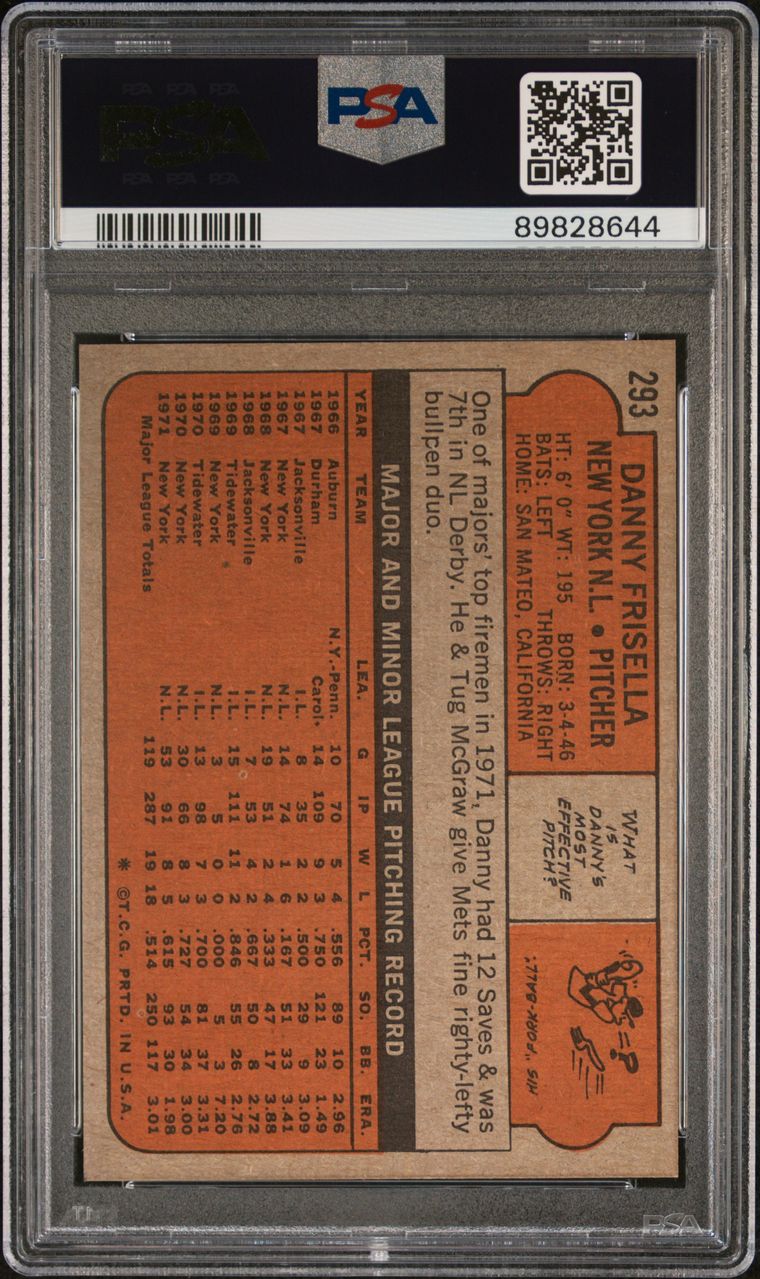 PSA PSA PSA
PSA
PSA PSA PSA
PSA
89828644
293
DANNY FRISELLA
NEW YORK N.L. • PITCHER
HT: 6' 0" WT: 195 BORN: 3-4-46
BATS: LEFT THROWS: RIGHT
HOME: SAN MATEO, CALIFORNIA
WHAT
IS
DANNY'S
MOST
EFFECTIVE
PITCH?
HIS "FORK-BALL"
One of majors' top firemen in 1971, Danny had 12 Saves & was
7th in NL Derby. He & Tug McGraw give Mets fine righty-lefty
bullpen duo.
MAJOR AND MINOR LEAGUE PITCHING RECORD
YEAR TEAM LEA. G IP W L PCT. SO. BB. ERA.
1966 Auburn N.Y.-Penn. 10 70 5 4 .556 89 10 2.96
1967 Durham Carol. 14 109 9 3 .750 121 23 1.49
1967 Jacksonville I.L. 8 35 2 2 .500 29 9 3.09
1967 New York N.L. 14 74 1 6 .167 51 33 3.41
1968 New York N.L. 19 51 2 4 .333 47 17 3.88
1968 Jacksonville I.L. 7 53 4 2 .667 50 8 2.72
1969 Tidewater I.L. 15 111 11 2 .846 55 26 2.76
1969 New York N.L. 3 5 0 0 .000 5 3 7.20
1970 Tidewater I.L. 13 98 7 3 .700 81 37 3.31
1970 New York N.L. 30 66 8 3 .727 54 34 3.00
1971 New York N.L. 53 91 8 5 .615 93 30 1.98
Major League Totals 119 287 19 18 .514 250 117 3.01
* ©T.C.G. PRTD. IN U.S.A.
PSA